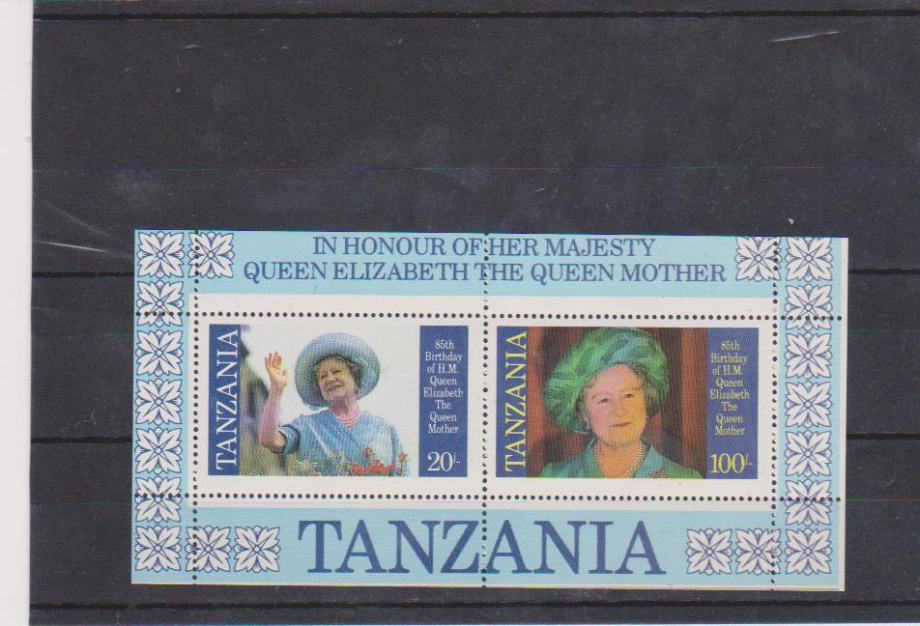 IN HONOUR OF HER MAJESTY
QUEEN ELIZABETH THE QUEEN MOTHER
TANZANIA
85th
Birthday
of H.M.
Queen
Elizabeth
The
Queen
Mother
20/-
TANZANIA
85th
Birthday
of H.M.
Queen
Elizabeth
The
Queen
Mother
100/-
TANZANIA